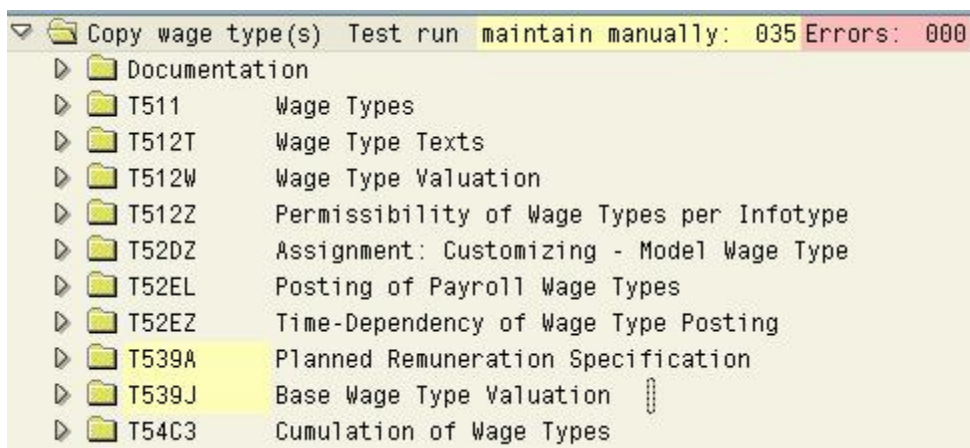 Copy wage type(s) Test run maintain manually: 035 Errors: 000
Documentation
T511 Wage Types
T512T Wage Type Texts
T512W Wage Type Valuation
T512Z Permissibility of Wage Types per Infotype
T52DZ Assignment: Customizing - Model Wage Type
T52EL Posting of Payroll Wage Types
T52EZ Time-Dependency of Wage Type Posting
T539A Planned Remuneration Specification
T539J Base Wage Type Valuation
T54C3 Cumulation of Wage Types